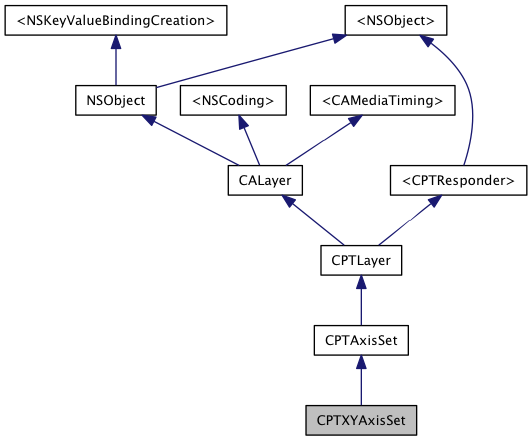 <NSKeyValueBindingCreation>
<NSObject>
NSObject
<NSCoding>
<CAMediaTiming>
CALayer
<CPTResponder>
CPTLayer
CPTAxisSet
CPTXYAxisSet